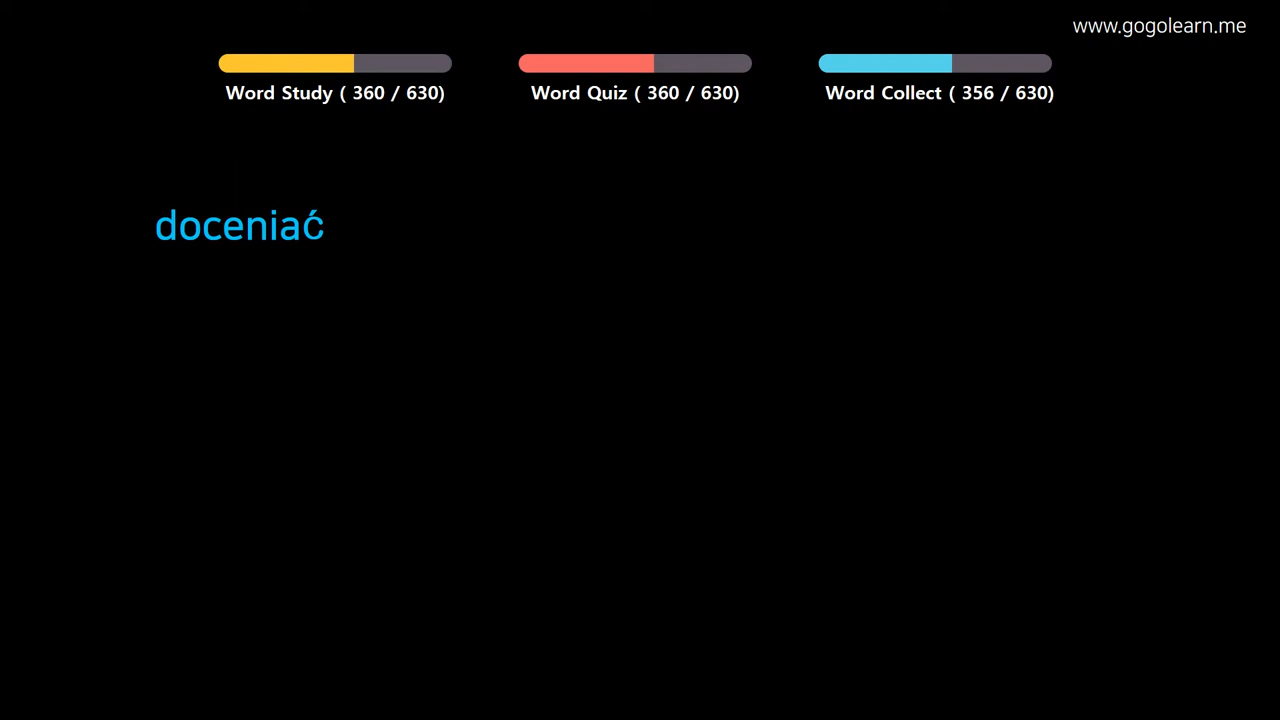 www.gogolearn.me
Word Study ( 360 / 630)
Word Quiz ( 360 / 630)
Word Collect ( 356 / 630)
doceniać